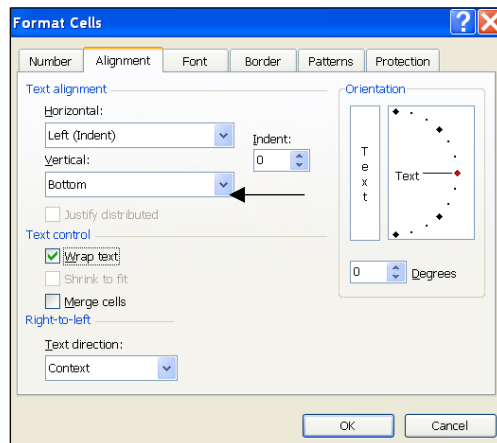 Format Cells
Number Alignment Font Border Patterns Protection
Text alignment
Horizontal:
Left (Indent)
Indent:
0
Vertical:
Bottom
Justify distributed
Text control
Wrap text
Shrink to fit
Merge cells
Right-to-left
Text direction:
Context
Orientation
Text
Text
0 Degrees
OK Cancel